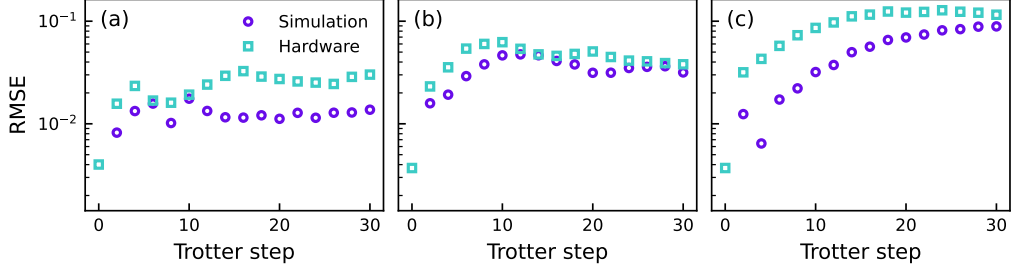 (a)
Simulation
Hardware
(b)
(c)
10⁻¹
10⁻²
RMSE
0 10 20 30
0 10 20 30
0 10 20 30
Trotter step
Trotter step
Trotter step